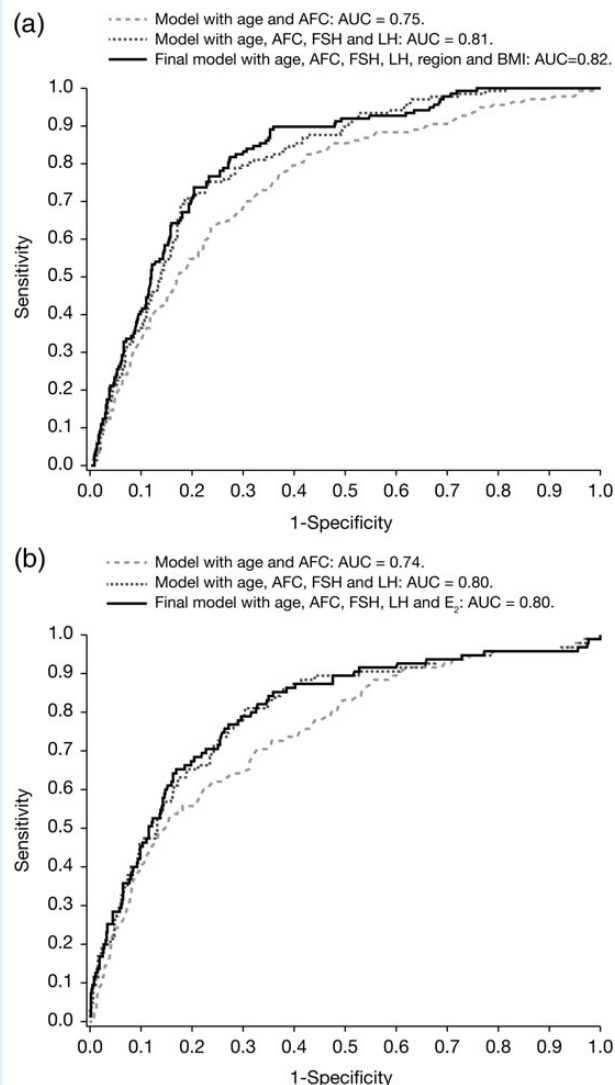 (a)
Model with age and AFC: AUC = 0.75.
Model with age, AFC, FSH and LH: AUC = 0.81.
Final model with age, AFC, FSH, LH, region and BMI: AUC=0.82.
1.0
0.9
0.8
0.7
0.6
0.5
0.4
0.3
0.2
0.1
0.0
Sensitivity
0.0 0.1 0.2 0.3 0.4 0.5 0.6 0.7 0.8 0.9 1.0
1-Specificity
(b)
Model with age and AFC: AUC = 0.74.
Model with age, AFC, FSH and LH: AUC = 0.80.
Final model with age, AFC, FSH, LH and E₂: AUC = 0.80.
1.0
0.9
0.8
0.7
0.6
0.5
0.4
0.3
0.2
0.1
0.0
Sensitivity
0.0 0.1 0.2 0.3 0.4 0.5 0.6 0.7 0.8 0.9 1.0
1-Specificity